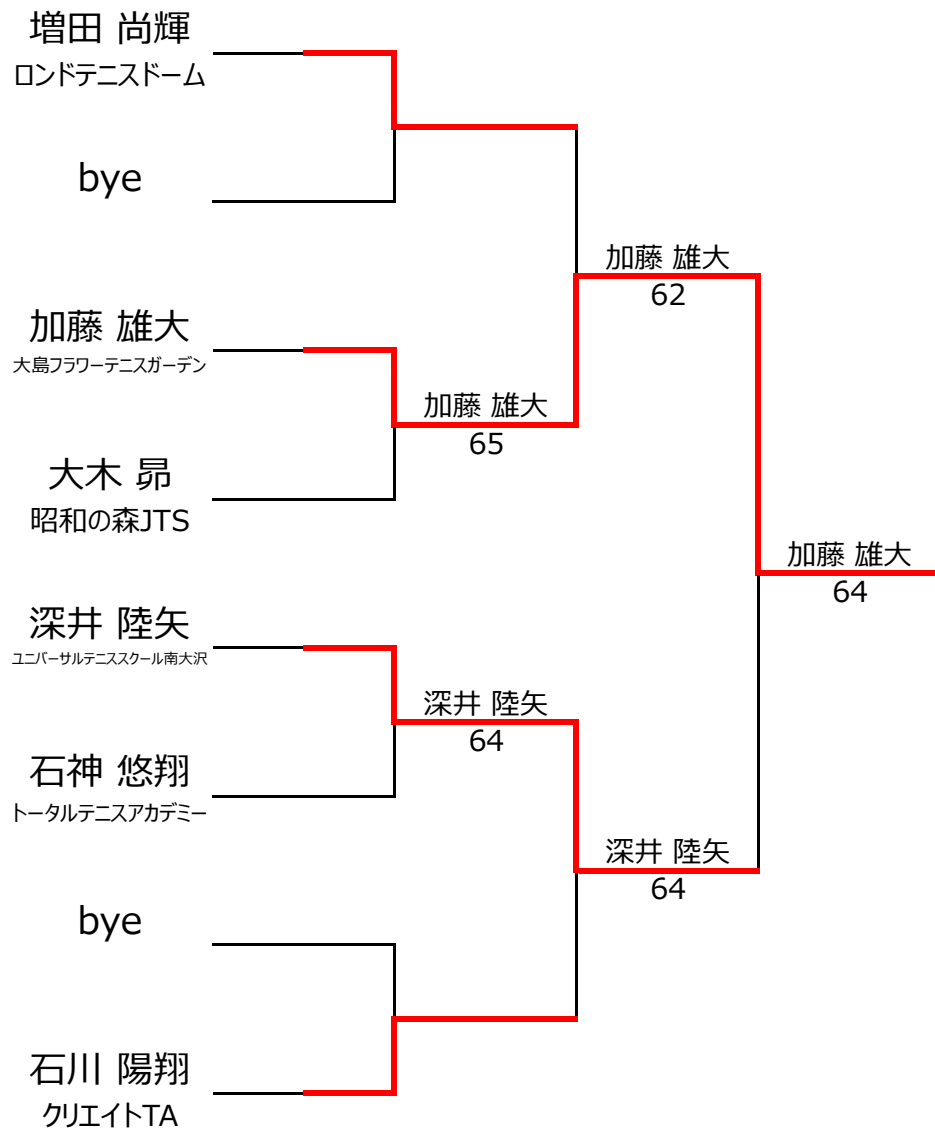 増田 尚輝
ロンドテニスドーム
bye
加藤 雄大
62
加藤 雄大
大島フラワーテニスガーデン
加藤 雄大
65
大木 昴
昭和の森JTS
加藤 雄大
64
深井 陸矢
ユニバーサルテニススクール南大沢
深井 陸矢
64
石神 悠翔
トータルテニスアカデミー
深井 陸矢
64
bye
石川 陽翔
クリエイトTA